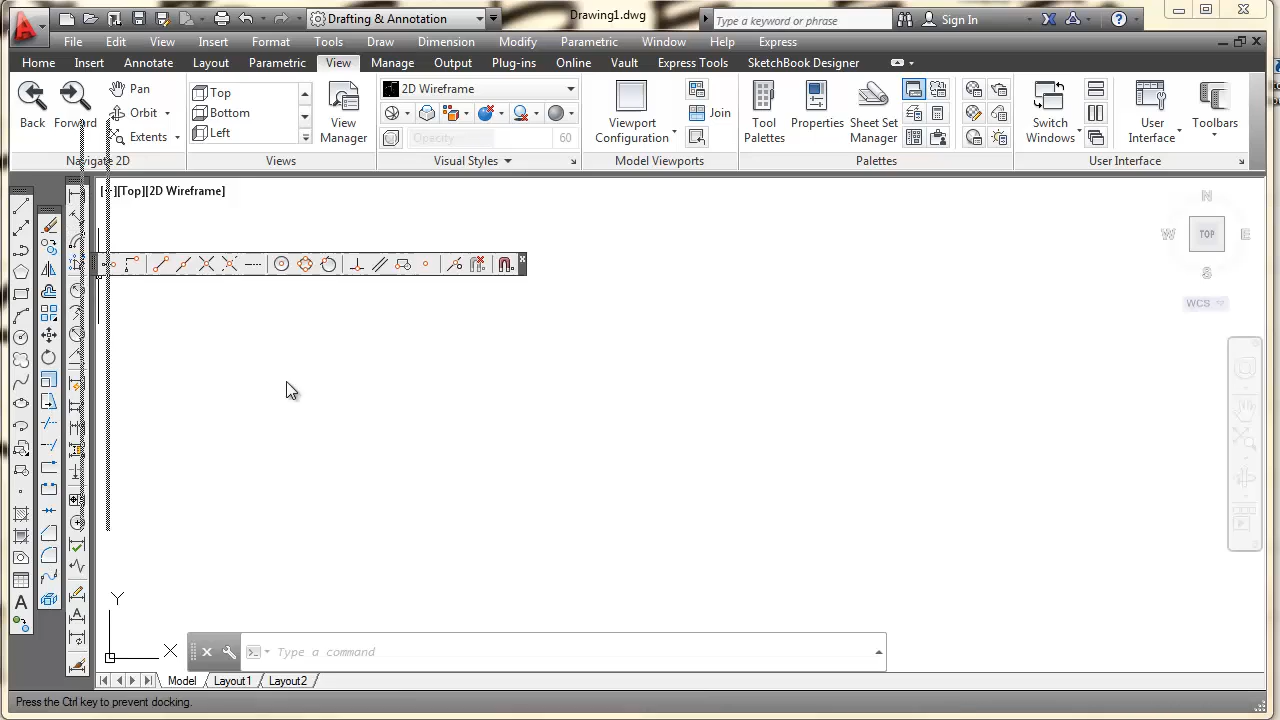 Drafting & Annotation
Drawing1.dwg
Type a keyword or phrase
Sign In
File Edit View Insert Format Tools Draw Dimension Modify Parametric Window Help Express
Home Insert Annotate Layout Parametric View Manage Output Plug-ins Online Vault Express Tools SketchBook Designer
Back
Forward
Pan
Orbit
Extents
Navigate 2D
Top
Bottom
Left
View
Manager
Views
2D Wireframe
Opacity 60
Visual Styles
Viewport
Configuration
Join
Model Viewports
Tool
Palettes
Properties
Sheet Set
Manager
Palettes
Switch
Windows
User
Interface
Toolbars
User Interface
[−][Top][2D Wireframe]
N
W
TOP
E
S
WCS
Y
X
Type a command
Model Layout1 Layout2
Press the Ctrl key to prevent docking.